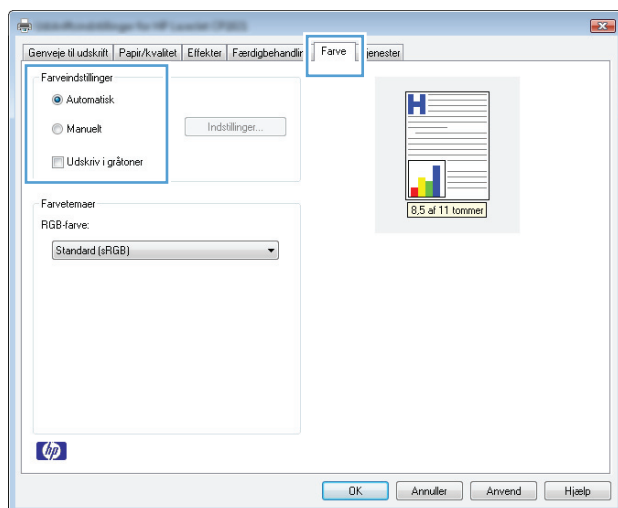 Genveje til udskrift Papir/kvalitet Effekter Færdigbehandlir Farve jenester
Farveindstillinger
Automatisk
Manuelt Indstillinger...
Udskriv i gråtoner
H
8,5 af 11 tommer
Farvetemaer
RGB-farve:
Standard (sRGB)
hp
OK Annuller Anvend Hjælp